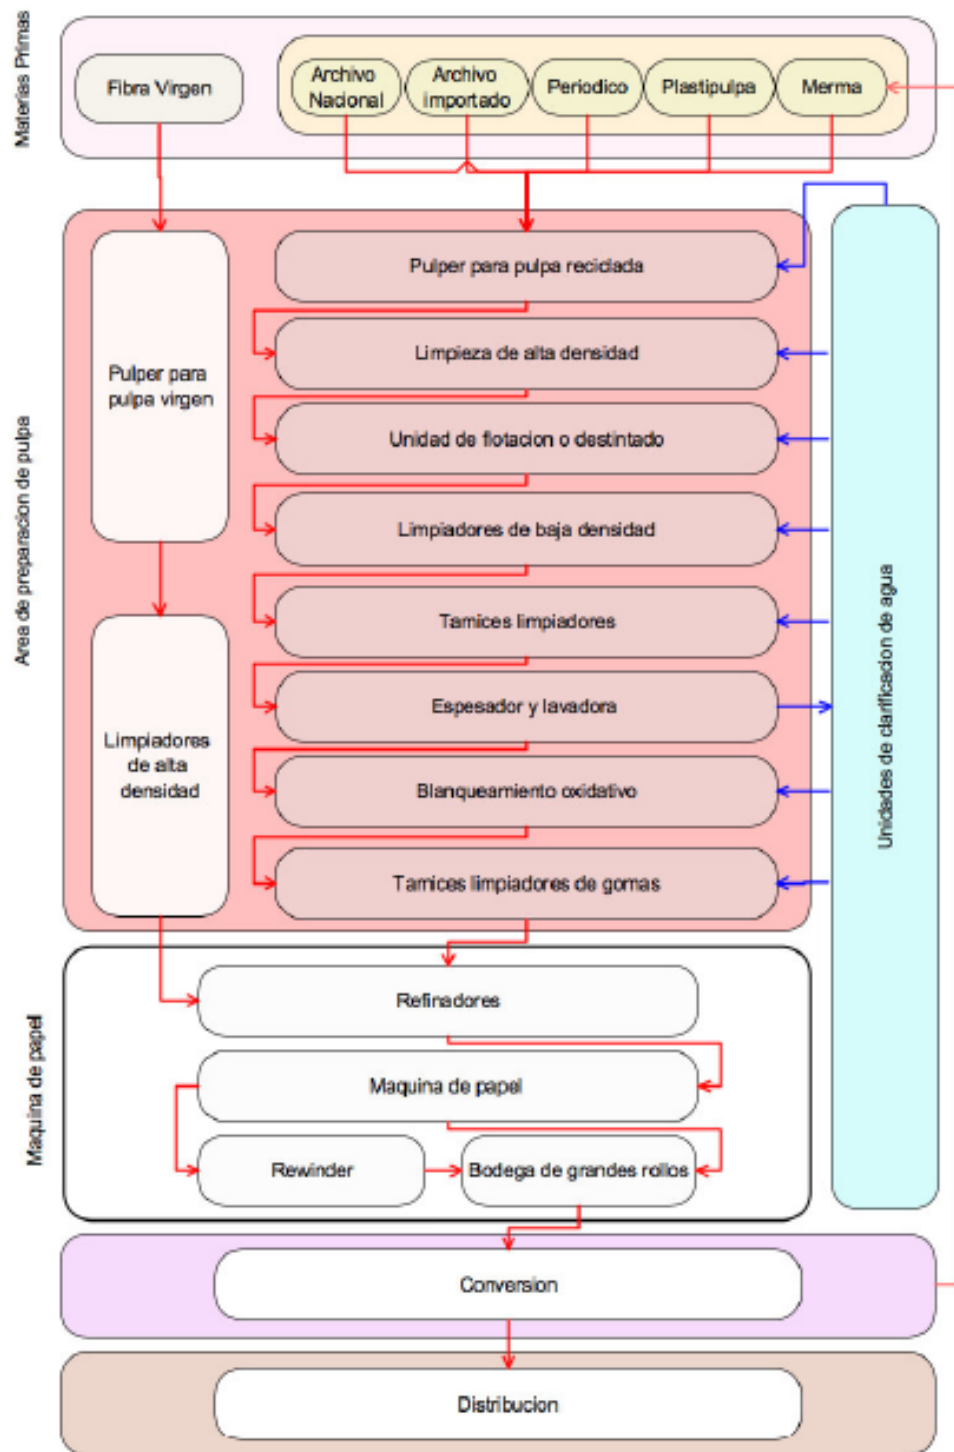 Materias Primas
Fibra Virgen
Archivo
Nacional
Archivo
importado
Periodico
Plastipulpa
Merma
Area de preparacion de pulpa
Pulper para
pulpa virgen
Limpiadores
de alta
densidad
Pulper para pulpa reciclada
Limpieza de alta densidad
Unidad de flotacion o destintado
Limpiadores de baja densidad
Tamices limpiadores
Espesador y lavadora
Blanqueamiento oxidativo
Tamices limpiadores de gomas
Unidades de clarificacion de agua
Maquina de papel
Refinadores
Maquina de papel
Rewinder
Bodega de grandes rollos
Conversion
Distribucion